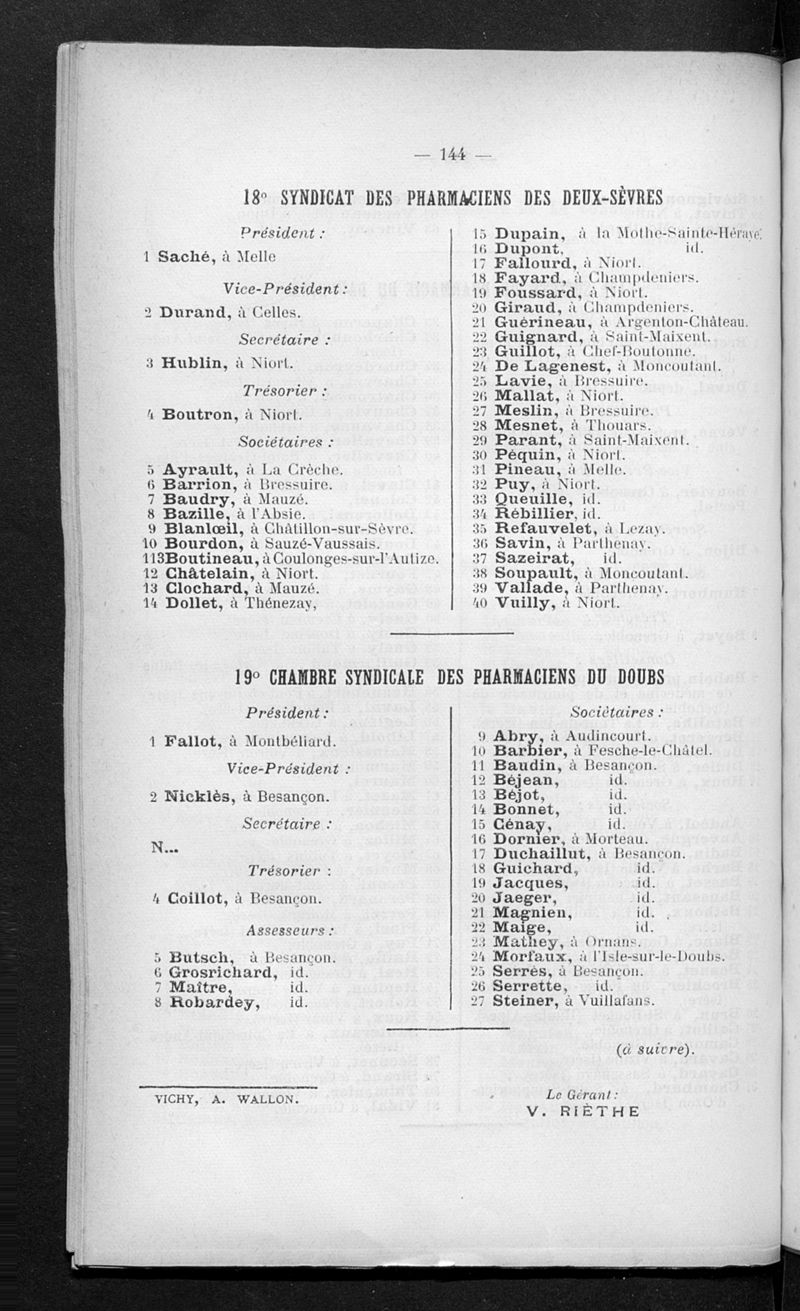 — 144 —
18° SYNDICAT DES PHARMACIENS DES DEUX-SÈVRES
Président :
1 Saché, à Melle
Vice-Président :
2 Durand, à Celles.
Secrétaire :
3 Hublin, à Niort.
Trésorier :
4 Boutron, à Niort.
Sociétaires :
5 Ayrault, à La Crèche.
6 Barrion, à Bressuire.
7 Baudry, à Mauzé.
8 Bazille, à l'Absie.
9 Blanlœil, à Châtillon-sur-Sèvre.
10 Bourdon, à Sauzé-Vaussais.
113Boutineau, à Coulonges-sur-l'Autize.
12 Châtelain, à Niort.
13 Clochard, à Mauzé.
14 Dollet, à Thénezay,
15 Dupain, à la Mothe-Sainte-Héraye.
16 Dupont, id.
17 Fallourd, à Niort.
18 Fayard, à Champdeniers.
19 Foussard, à Niort.
20 Giraud, à Champdeniers.
21 Guérineau, à Argenton-Château.
22 Guignard, à Saint-Maixent.
23 Guillot, à Chef-Boutonne.
24 De Lagenest, à Moncoutant.
25 Lavie, à Bressuire.
26 Mallat, à Niort.
27 Meslin, à Bressuire.
28 Mesnet, à Thouars.
29 Parant, à Saint-Maixent.
30 Péquin, à Niort.
31 Pineau, à Melle.
32 Puy, à Niort.
33 Queuille, id.
34 Rébillier, id.
35 Refauvelet, à Lezay.
36 Savin, à Parthenay.
37 Sazeirat, id.
38 Soupault, à Moncoutant.
39 Vallade, à Parthenay.
40 Vuilly, à Niort.
19° CHAMBRE SYNDICALE DES PHARMACIENS DU DOUBS
Président :
1 Fallot, à Montbéliard.
Vice-Président :
2 Nicklès, à Besançon.
Secrétaire :
N...
Trésorier :
4 Coillot, à Besançon.
Assesseurs :
5 Butsch, à Besançon.
6 Grosrichard, id.
7 Maître, id.
8 Robardey, id.
Sociétaires :
9 Abry, à Audincourt.
10 Barbier, à Fesche-le-Châtel.
11 Baudin, à Besançon.
12 Béjean, id.
13 Béjot, id.
14 Bonnet, id.
15 Cénay, id.
16 Dornier, à Morteau.
17 Duchaillut, à Besançon.
18 Guichard, id.
19 Jacques, id.
20 Jaeger, id.
21 Magnien, id.
22 Maige, id.
23 Mathey, à Ornans.
24 Morfaux, à l'Isle-sur-le-Doubs.
25 Serrès, à Besançon.
26 Serrette, id.
27 Steiner, à Vuillafans.
(à suivre).
VICHY, A. WALLON.
Le Gérant :
V. RIÈTHE